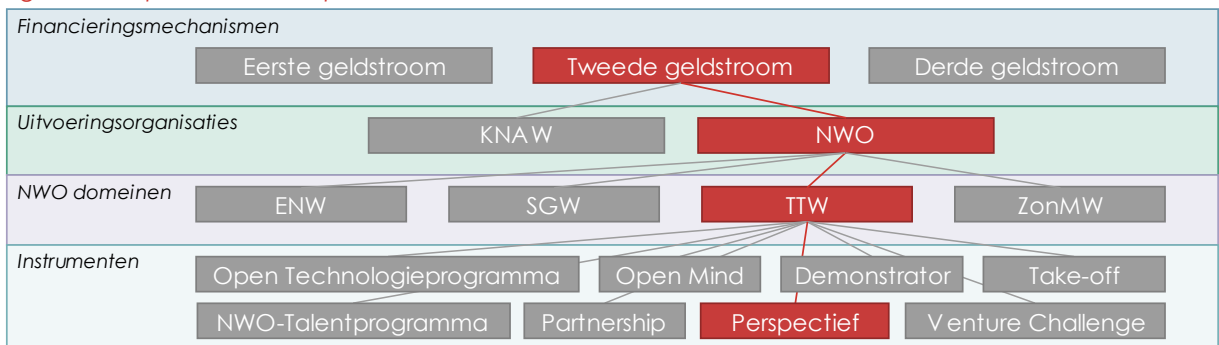 Financieringsmechanismen
Eerste geldstroom
Tweede geldstroom
Derde geldstroom
Uitvoeringsorganisaties
KNAW
NWO
NWO domeinen
ENW
SGW
TTW
ZonMW
Instrumenten
Open Technologieprogramma
Open Mind
Demonstrator
Take-off
NWO-Talentprogramma
Partnership
Perspectief
Venture Challenge